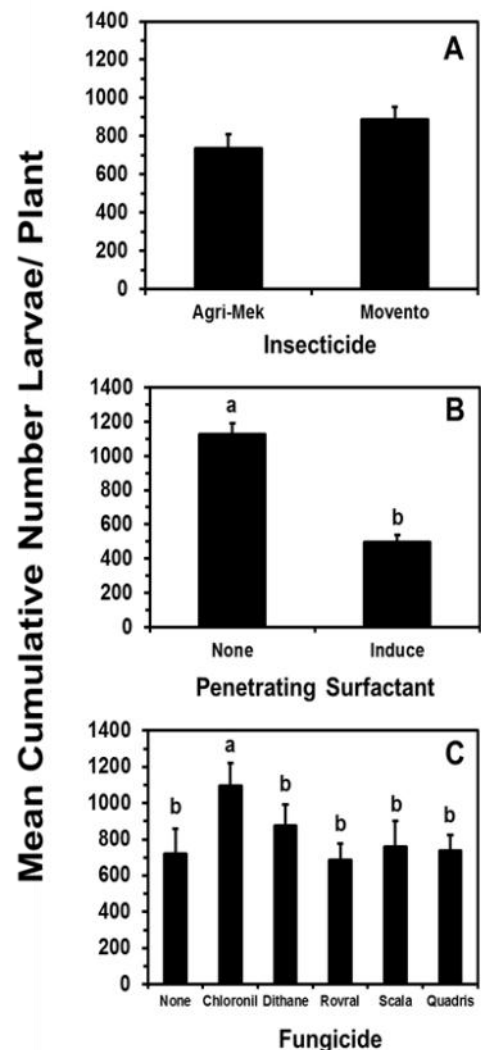 Mean Cumulative Number Larvae/ Plant
A
1400
1200
1000
800
600
400
200
0
Agri-Mek Movento
Insecticide
B
1400
1200
1000
800
600
400
200
0
a
b
None Induce
Penetrating Surfactant
C
1400
1200
1000
800
600
400
200
0
b
a
b
b
b
b
None Chloronil Dithane Rovral Scala Quadris
Fungicide